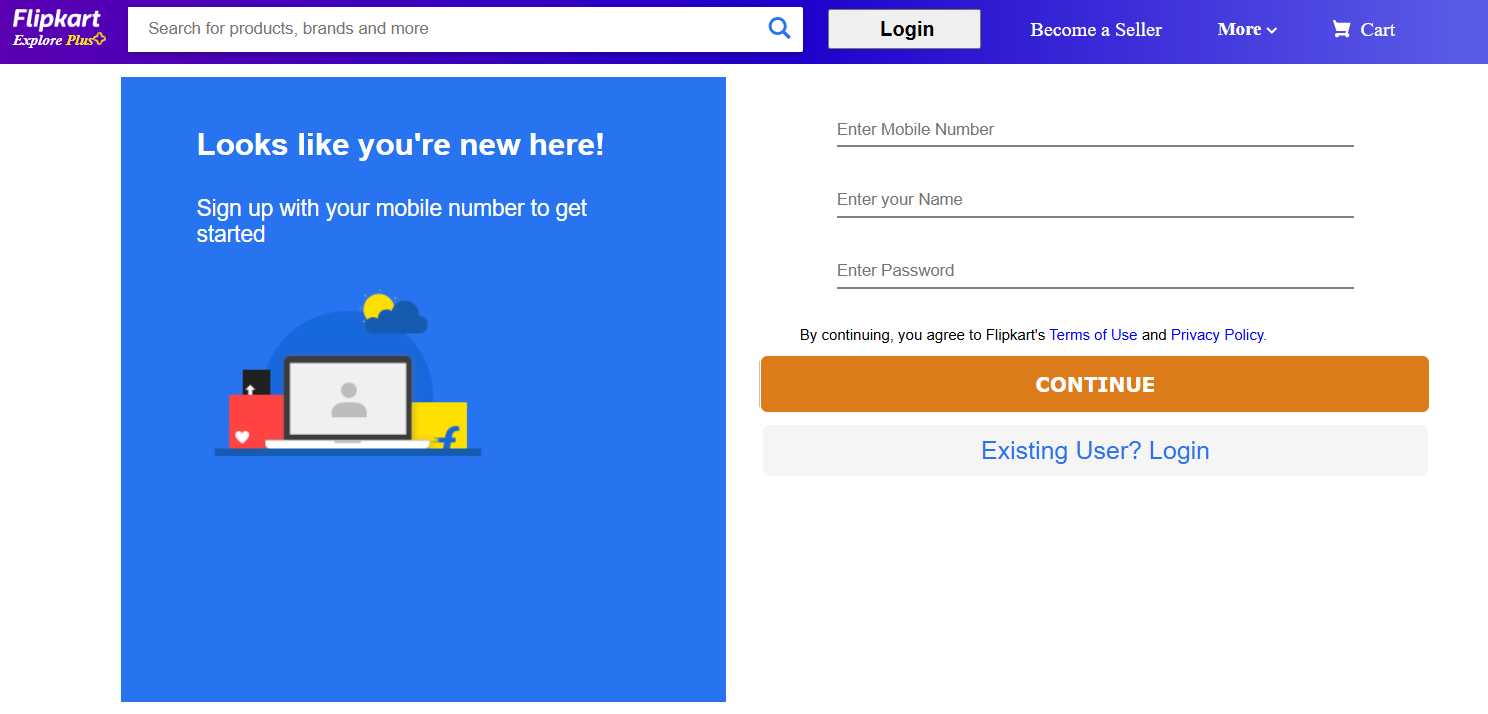 Flipkart
Explore Plus
Search for products, brands and more
Login
Become a Seller
More
Cart
Looks like you're new here!
Sign up with your mobile number to get
started
Enter Mobile Number
Enter your Name
Enter Password
By continuing, you agree to Flipkart's Terms of Use and Privacy Policy.
CONTINUE
Existing User? Login